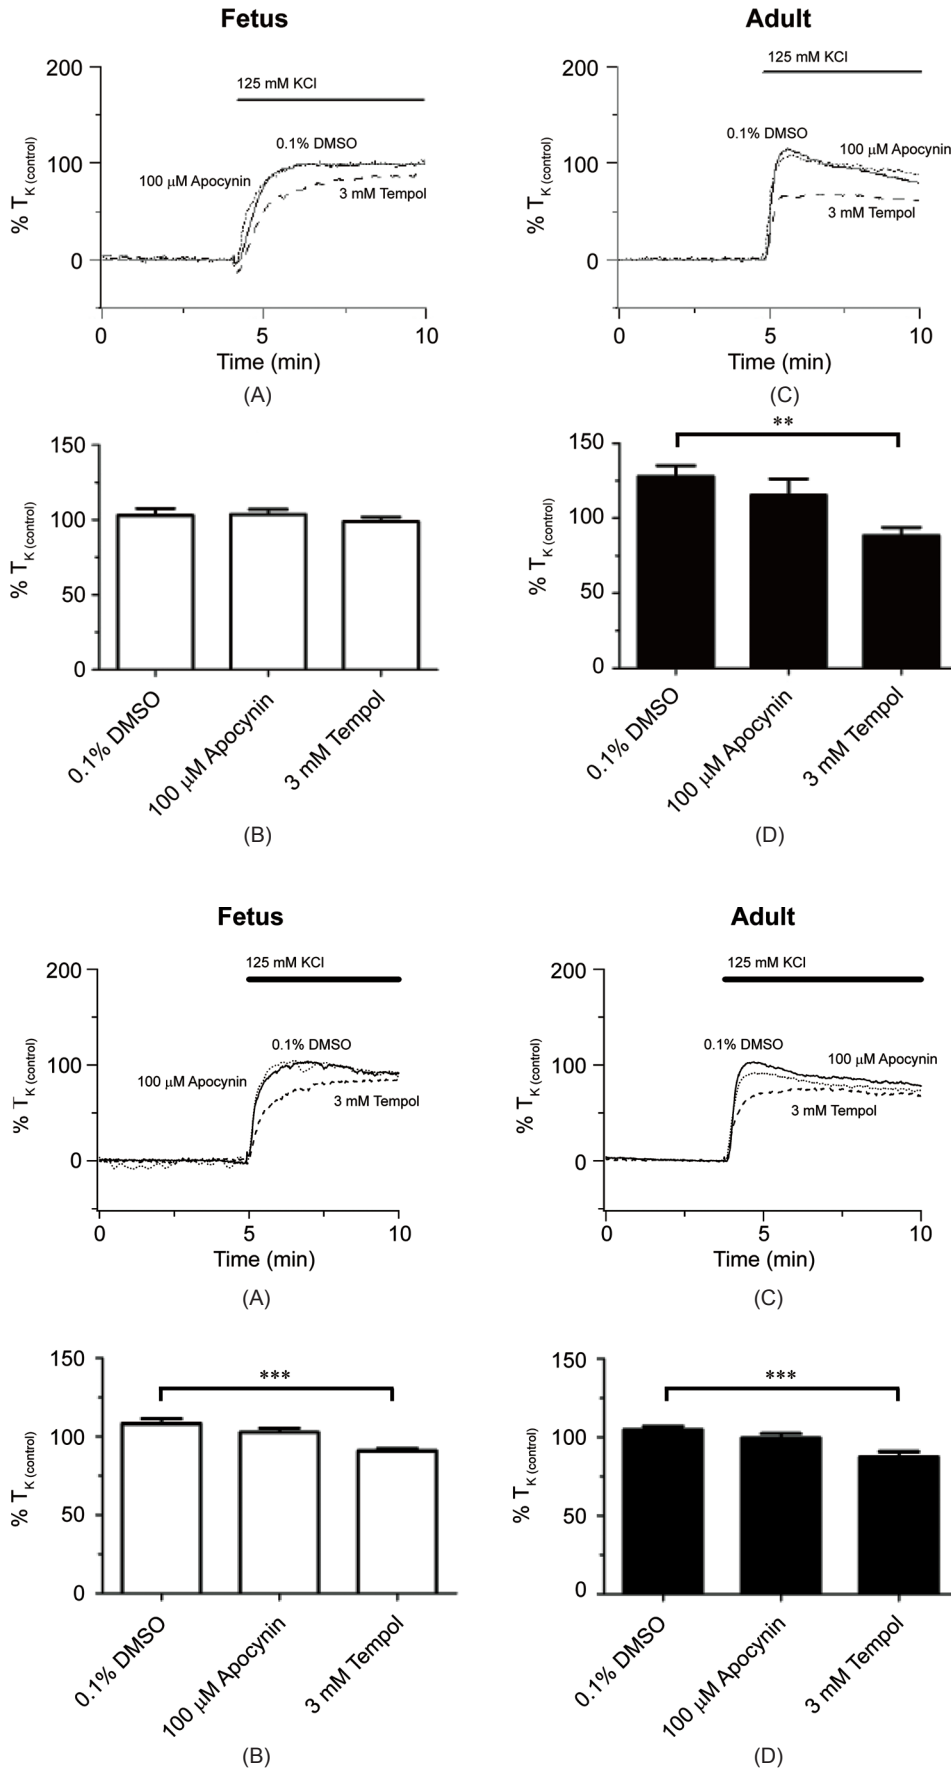 Fetus
200
125 mM KCl
0.1% DMSO
100
100 μM Apocynin
3 mM Tempol
0
% T K (control)
0
5
10
Time (min)
(A)
Adult
200
125 mM KCl
0.1% DMSO
100 μM Apocynin
100
3 mM Tempol
0
% T K (control)
0
5
10
Time (min)
(C)
150
100
50
0
% T K (control)
0.1% DMSO
100 μM Apocynin
3 mM Tempol
(B)
**
150
100
50
0
% T K (control)
0.1% DMSO
100 μM Apocynin
3 mM Tempol
(D)
Fetus
125 mM KCl
200
0.1% DMSO
100
100 μM Apocynin
3 mM Tempol
0
% T K (control)
0
5
10
Time (min)
(A)
Adult
125 mM KCl
200
0.1% DMSO
100 μM Apocynin
100
3 mM Tempol
0
% T K (control)
0
5
10
Time (min)
(C)
150
***
100
50
0
% T K (control)
0.1% DMSO
100 μM Apocynin
3 mM Tempol
(B)
150
***
100
50
0
% T K (control)
0.1% DMSO
100 μM Apocynin
3 mM Tempol
(D)